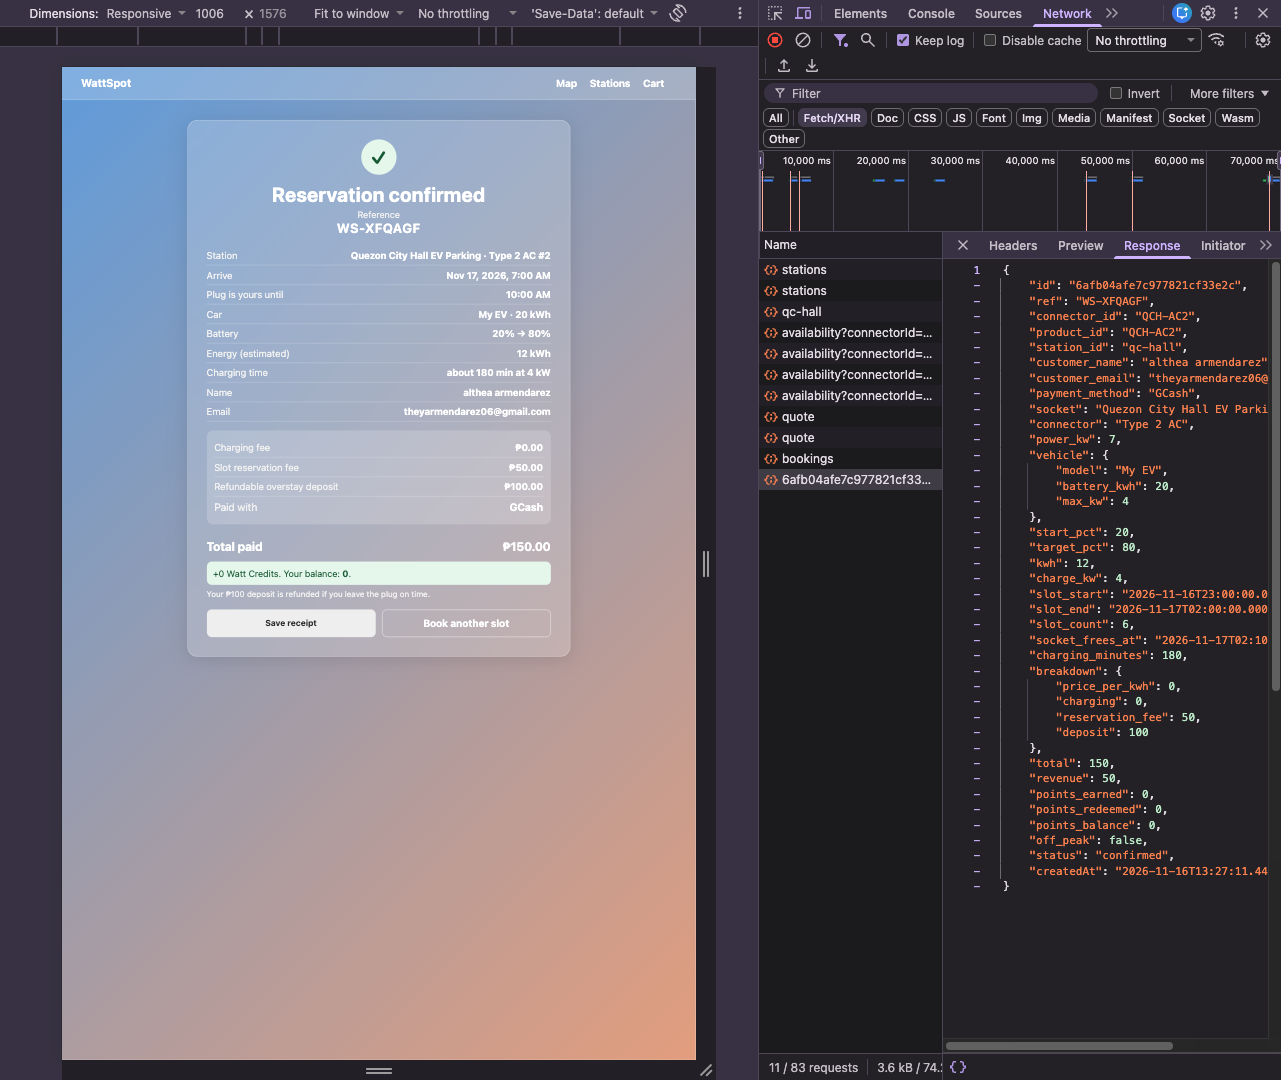 Dimensions: Responsive 1006 × 1576 Fit to window No throttling 'Save-Data': default
Elements Console Sources Network
Keep log Disable cache No throttling
Filter Invert More filters
All Fetch/XHR Doc CSS JS Font Img Media Manifest Socket Wasm
Other
10,000 ms 20,000 ms 30,000 ms 40,000 ms 50,000 ms 60,000 ms 70,000 ms
WattSpot Map Stations Cart
Reservation confirmed
Reference
WS-XFQAGF
Station Quezon City Hall EV Parking · Type 2 AC #2
Arrive Nov 17, 2026, 7:00 AM
Plug is yours until 10:00 AM
Car My EV · 20 kWh
Battery 20% → 80%
Energy (estimated) 12 kWh
Charging time about 180 min at 4 kW
Name althea armendarez
Email theyarmendarez06@gmail.com
Charging fee ₱0.00
Slot reservation fee ₱50.00
Refundable overstay deposit ₱100.00
Paid with GCash
Total paid ₱150.00
+0 Watt Credits. Your balance: 0.
Your ₱100 deposit is refunded if you leave the plug on time.
Save receipt Book another slot
Name
stations
stations
qc-hall
availability?connectorId=...
availability?connectorId=...
availability?connectorId=...
availability?connectorId=...
quote
quote
bookings
6afb04afe7c977821cf33...
Headers Preview Response Initiator
1 {
"id": "6afb04afe7c977821cf33e2c",
"ref": "WS-XFQAGF",
"connector_id": "QCH-AC2",
"product_id": "QCH-AC2",
"station_id": "qc-hall",
"customer_name": "althea armendarez"
"customer_email": "theyarmendarez06@
"payment_method": "GCash",
"socket": "Quezon City Hall EV Parki
"connector": "Type 2 AC",
"power_kw": 7,
"vehicle": {
"model": "My EV",
"battery_kwh": 20,
"max_kw": 4
},
"start_pct": 20,
"target_pct": 80,
"kwh": 12,
"charge_kw": 4,
"slot_start": "2026-11-16T23:00:00.0
"slot_end": "2026-11-17T02:00:00.000
"slot_count": 6,
"socket_frees_at": "2026-11-17T02:10
"charging_minutes": 180,
"breakdown": {
"price_per_kwh": 0,
"charging": 0,
"reservation_fee": 50,
"deposit": 100
},
"total": 150,
"revenue": 50,
"points_earned": 0,
"points_redeemed": 0,
"points_balance": 0,
"off_peak": false,
"status": "confirmed",
"createdAt": "2026-11-16T13:27:11.44
}
11 / 83 requests 3.6 kB / 74.